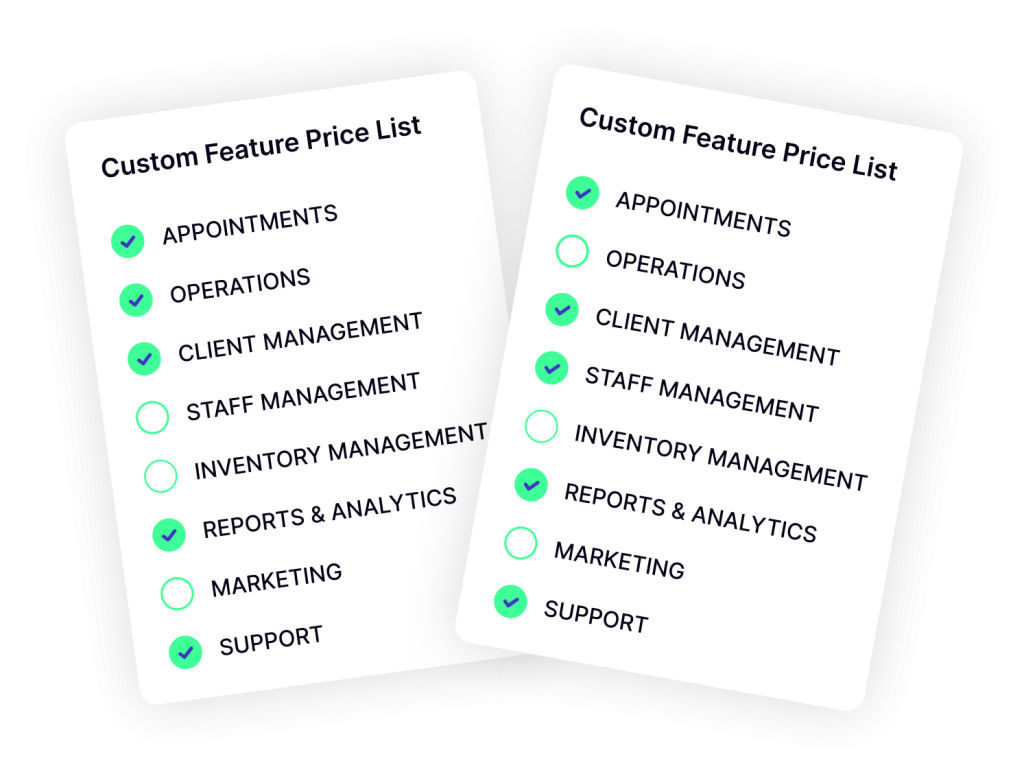 Custom Feature Price List
APPOINTMENTS
OPERATIONS
CLIENT MANAGEMENT
STAFF MANAGEMENT
INVENTORY MANAGEMENT
REPORTS & ANALYTICS
MARKETING
SUPPORT
Custom Feature Price List
APPOINTMENTS
OPERATIONS
CLIENT MANAGEMENT
STAFF MANAGEMENT
INVENTORY MANAGEMENT
REPORTS & ANALYTICS
MARKETING
SUPPORT